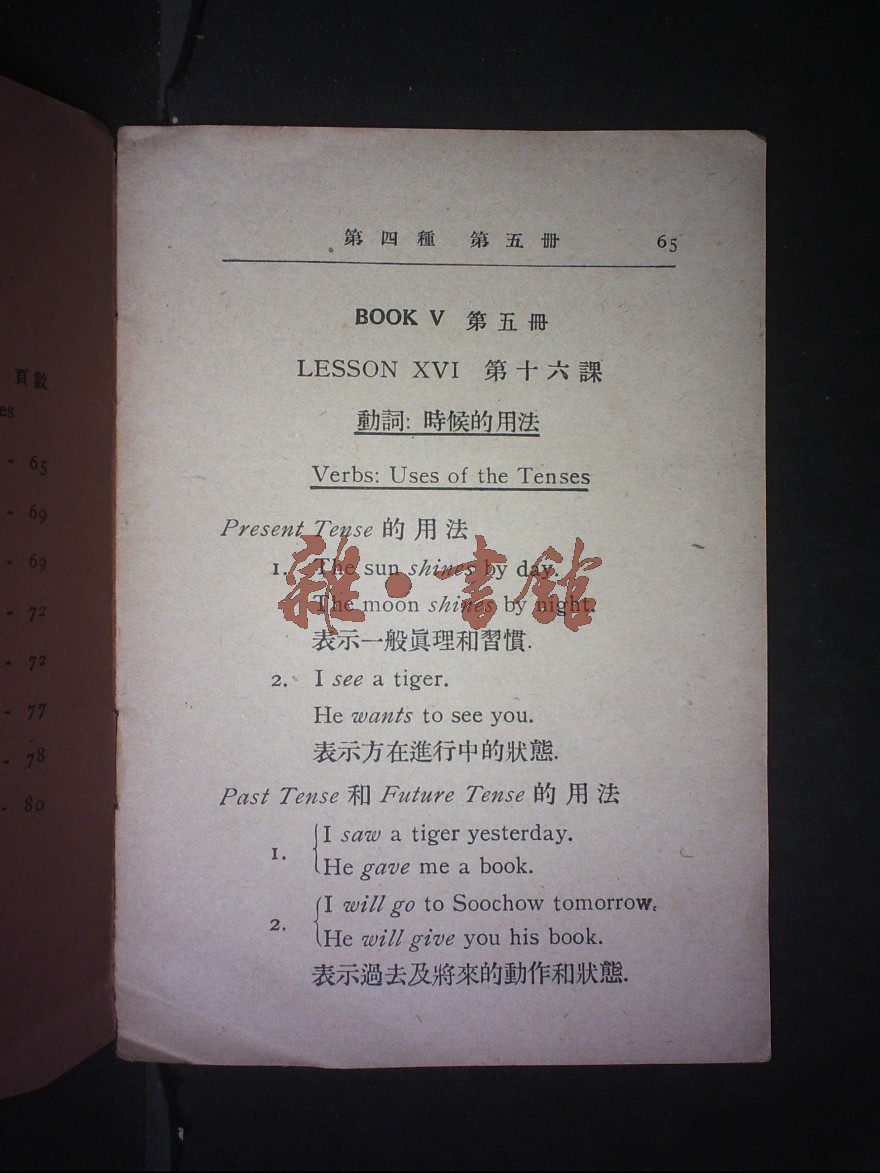 頁數
es
- 65
- 69
- 69
- 72
- 72
- 77
- 78
- 80
第四種 第五冊 65
BOOK V 第五冊
LESSON XVI 第十六課
動詞: 時候的用法
Verbs: Uses of the Tenses
Present Tense 的用法
1. The sun shines by day.
The moon shines by night.
表示一般眞理和習慣.
2. I see a tiger.
He wants to see you.
表示方在進行中的狀態.
Past Tense 和 Future Tense 的用法
1. I saw a tiger yesterday.
He gave me a book.
2. I will go to Soochow tomorrow.
He will give you his book.
表示過去及將來的動作和狀態.
雜·書館